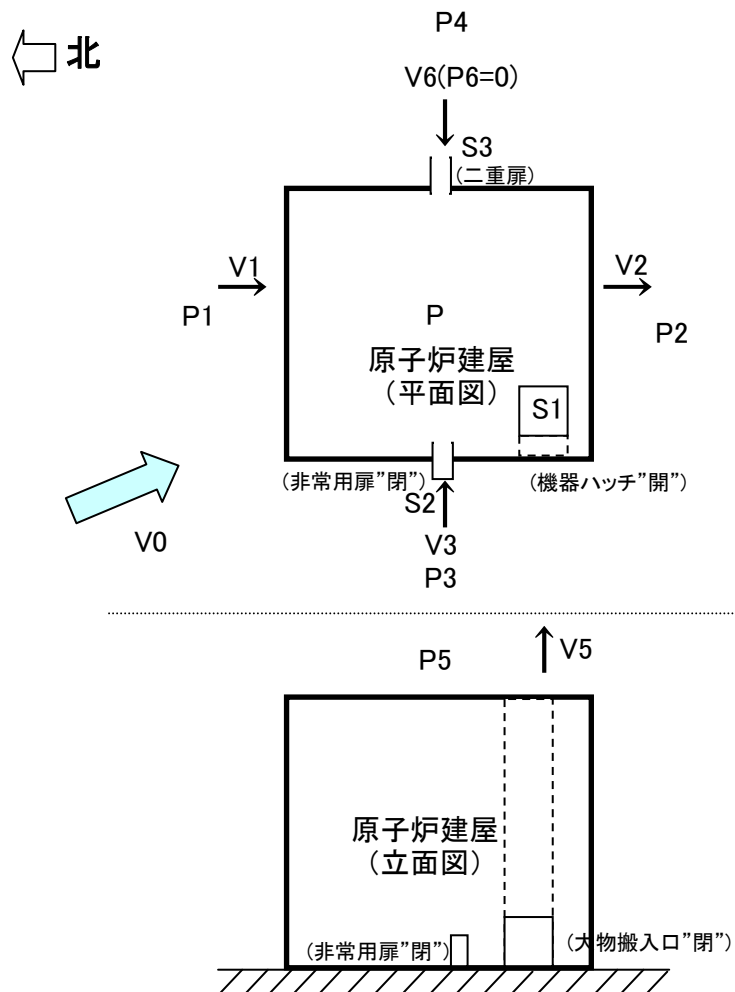 P4
北
V6(P6=0)
S3
(二重扉)
V1
V2
P1
P
P2
原子炉建屋
(平面図)
S1
(非常用扉”閉”)
(機器ハッチ”開”)
S2
V0
V3
P3
P5
V5
原子炉建屋
(立面図)
(非常用扉”閉”)
(大物搬入口”閉”)